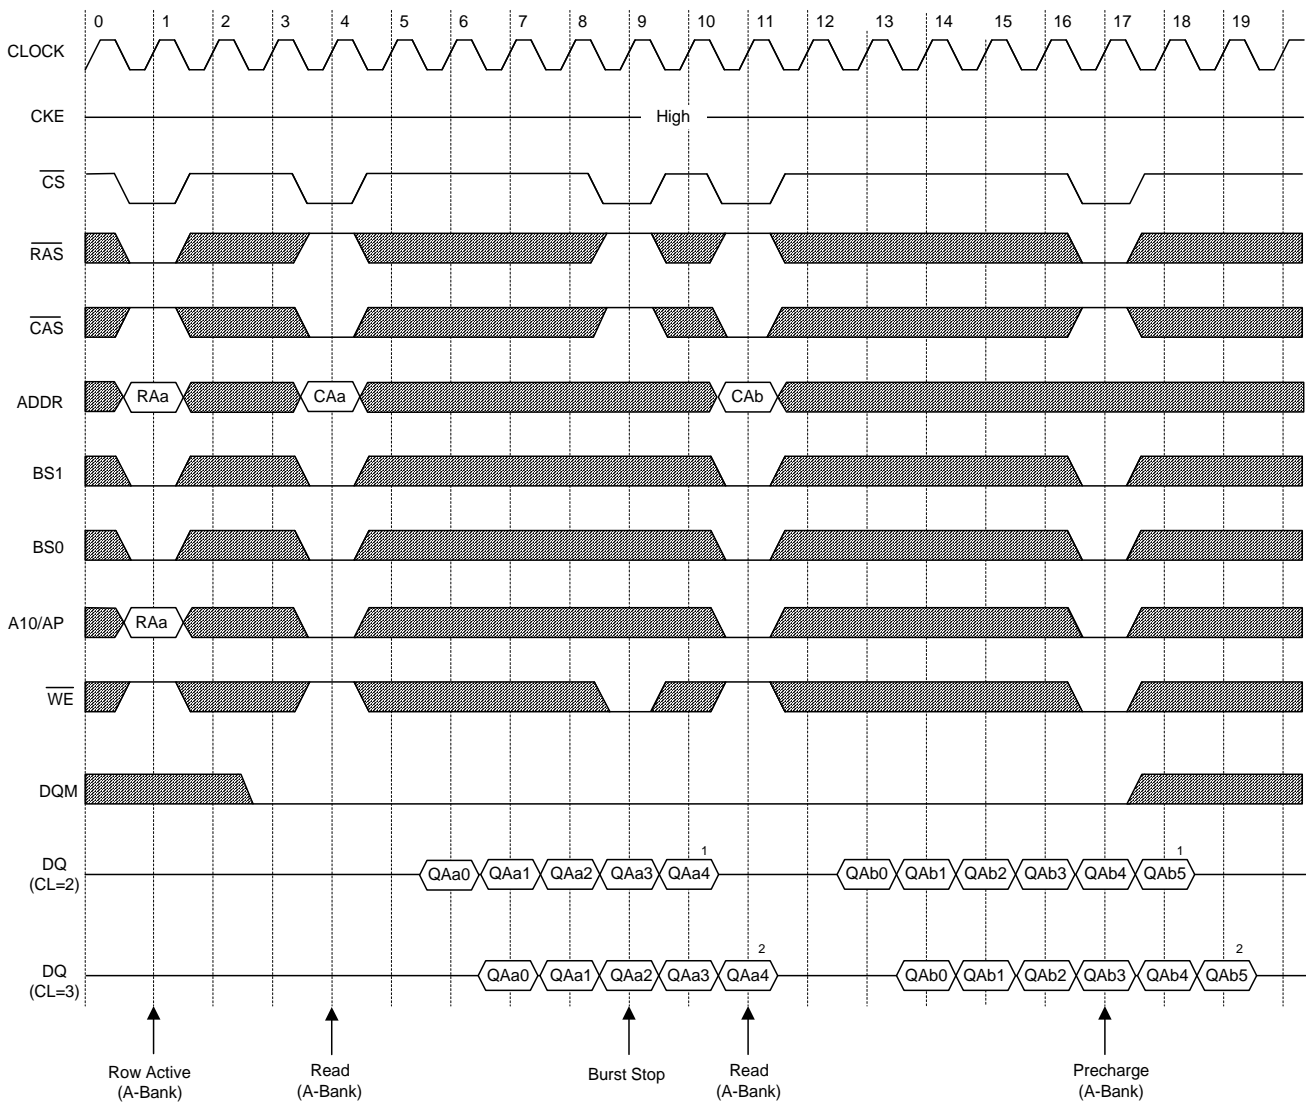 0 1 2 3 4 5 6 7 8 9 10 11 12 13 14 15 16 17 18 19
CLOCK
CKE High
CS
RAS
CAS
ADDR RAa CAa CAb
BS1
BS0
A10/AP RAa
WE
DQM
1 1
DQ
(CL=2) QAa0 QAa1 QAa2 QAa3 QAa4 QAb0 QAb1 QAb2 QAb3 QAb4 QAb5
2 2
DQ
(CL=3) QAa0 QAa1 QAa2 QAa3 QAa4 QAb0 QAb1 QAb2 QAb3 QAb4 QAb5
Row Active
(A-Bank)
Read
(A-Bank)
Burst Stop
Read
(A-Bank)
Precharge
(A-Bank)